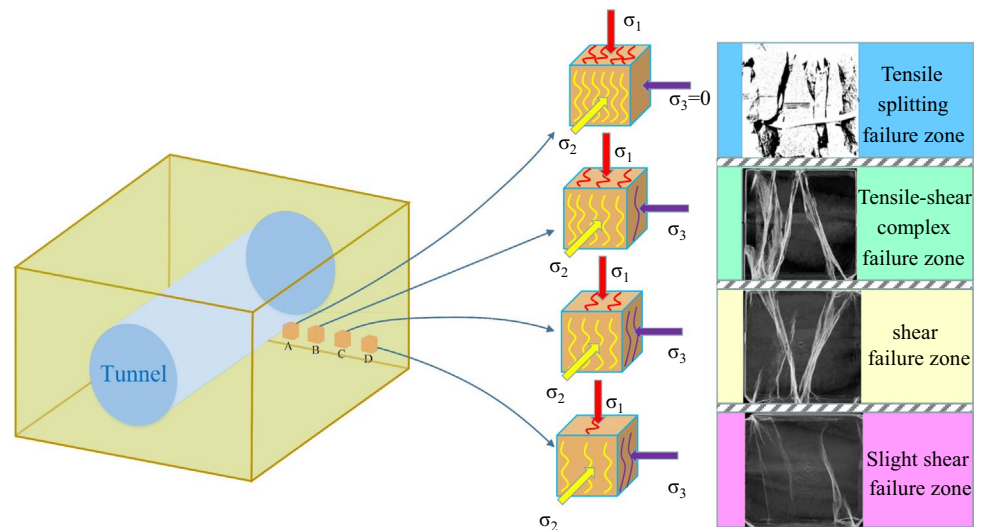 Tunnel
A
B
C
D
σ1
σ3=0
σ2
σ1
σ3
σ2
σ1
σ3
σ2
σ1
σ3
σ2
Tensile
splitting
failure zone
Tensile-shear
complex
failure zone
shear
failure zone
Slight shear
failure zone